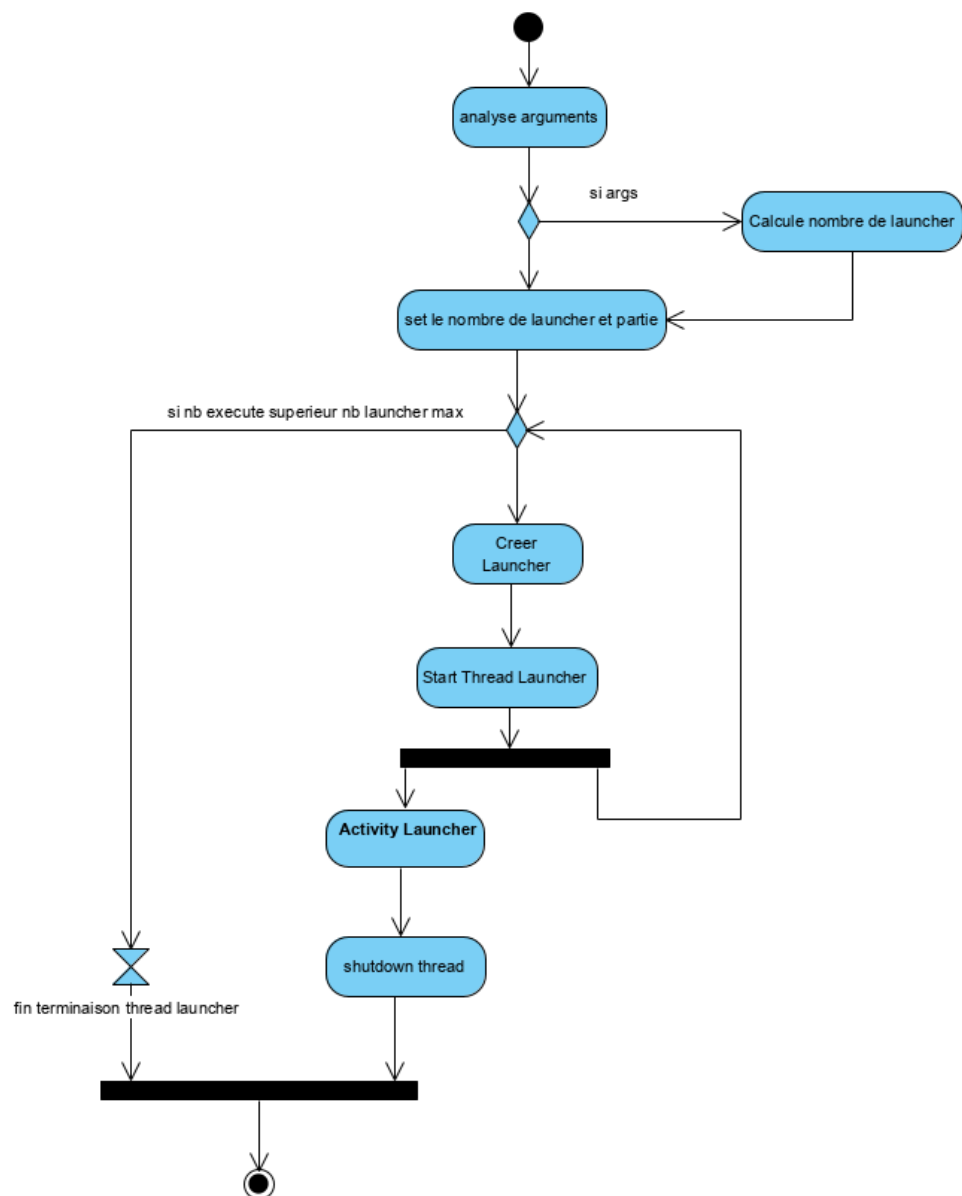 analyse arguments
si args
Calcule nombre de launcher
set le nombre de launcher et partie
si nb execute superieur nb launcher max
Creer
Launcher
Start Thread Launcher
Activity Launcher
shutdown thread
fin terminaison thread launcher